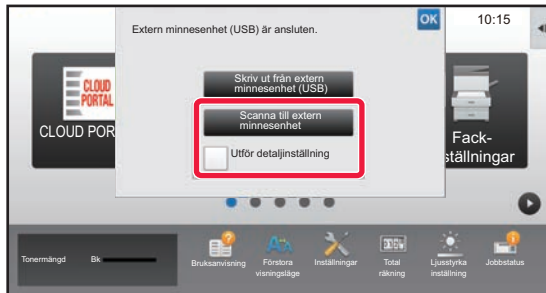 Extern minnesenhet (USB) är ansluten.
OK
10:15
Skriv ut från extern
minnesenhet (USB)
Scanna till extern
minnesenhet
Utför detaljinställning
CLOUD
PORTAL
CLOUD POR
Fack-
ställningar
Tonermängd
Bk
Bruksanvisning
Förstora
visningsläge
Inställningar
Total
räkning
Ljusstyrka
inställning
Jobbstatus